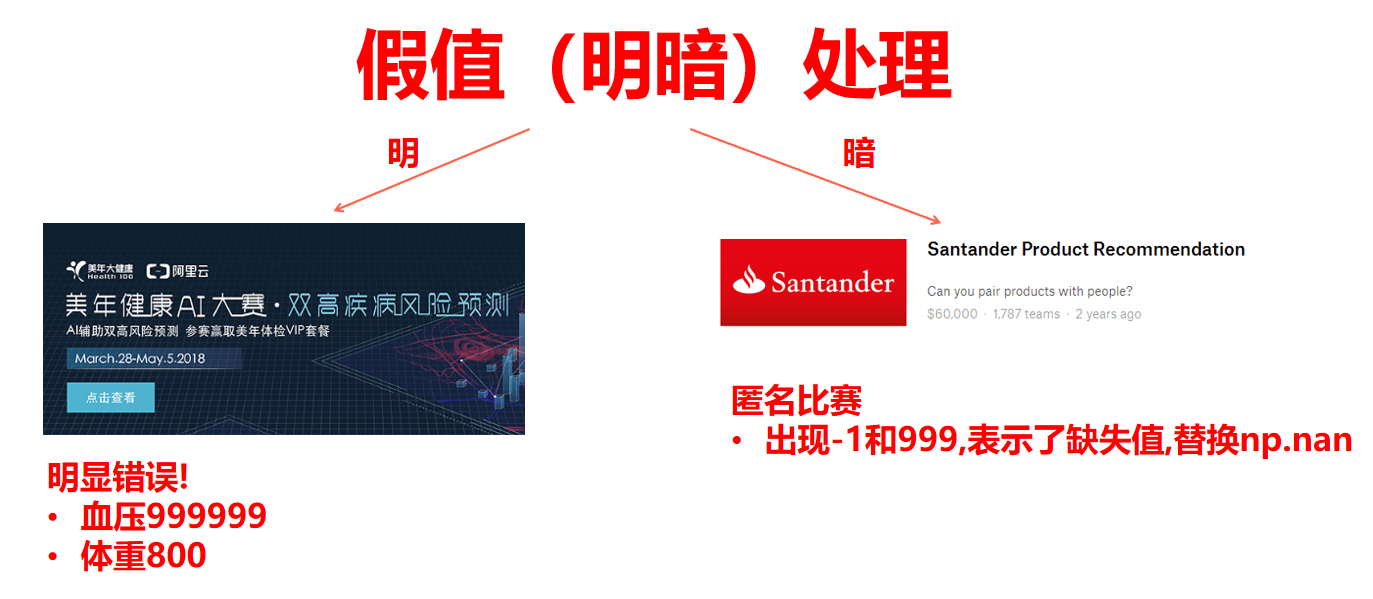 假值（明暗）处理
明
暗
美年大健康
Health 100
阿里云
美年健康AI大赛·双高疾病风险预测
AI辅助双高风险预测 参赛赢取美年体检VIP套餐
March.28-May.5.2018
点击查看
明显错误!
• 血压999999
• 体重800
Santander
Santander Product Recommendation
Can you pair products with people?
$60,000 · 1,787 teams · 2 years ago
匿名比赛
• 出现-1和999,表示了缺失值,替换np.nan